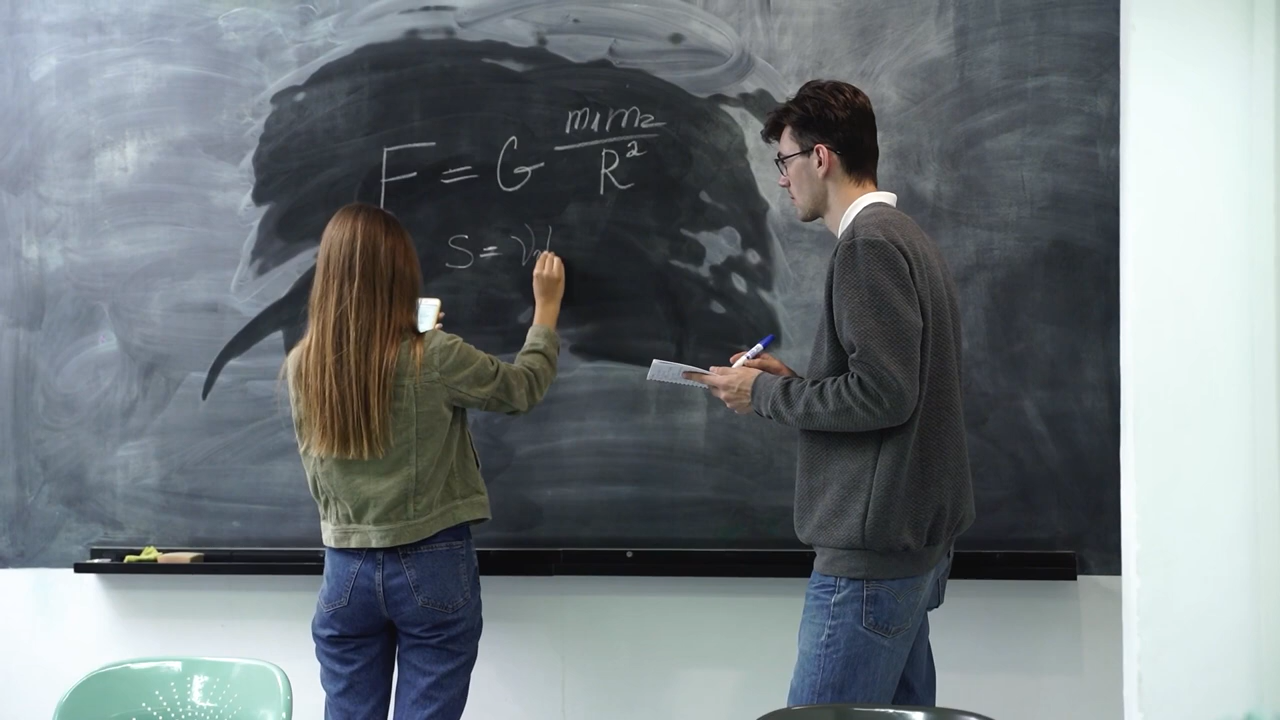 F = G m1m2 / R²
S = V